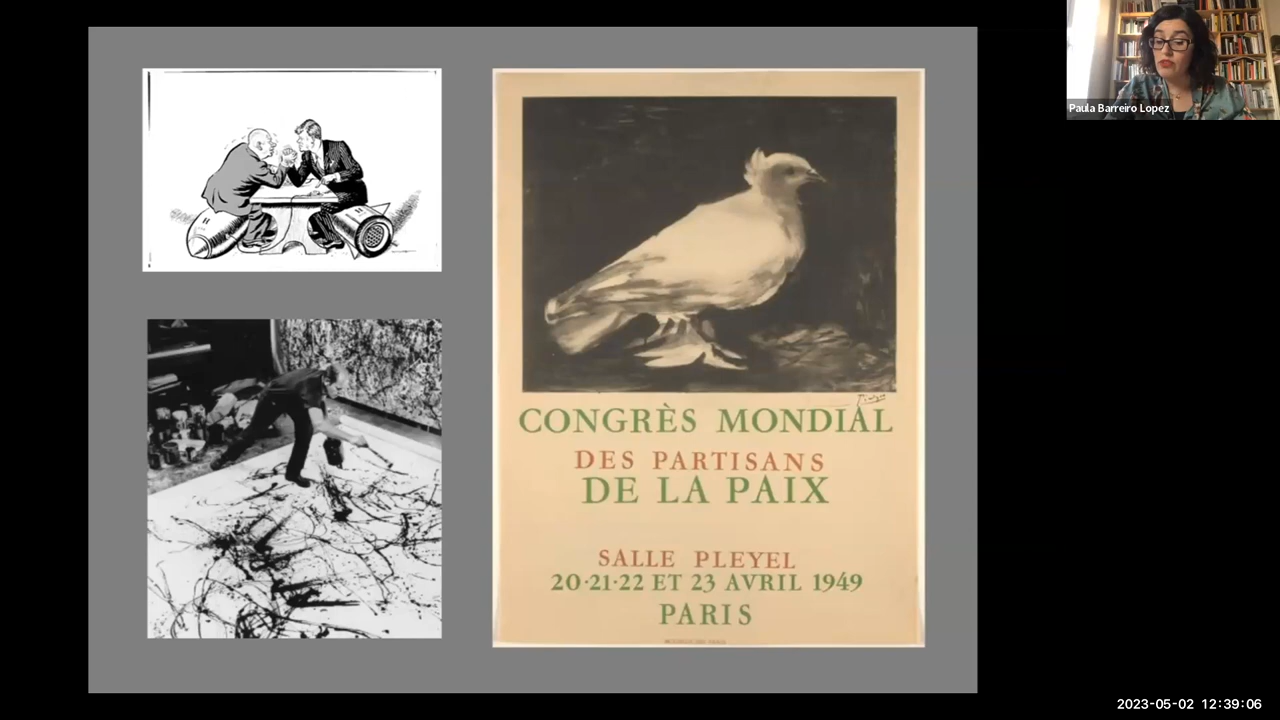 Paula Barreiro Lopez
CONGRÈS MONDIAL
DES PARTISANS
DE LA PAIX
SALLE PLEYEL
20·21·22 ET 23 AVRIL 1949
PARIS
2023-05-02 12:39:06